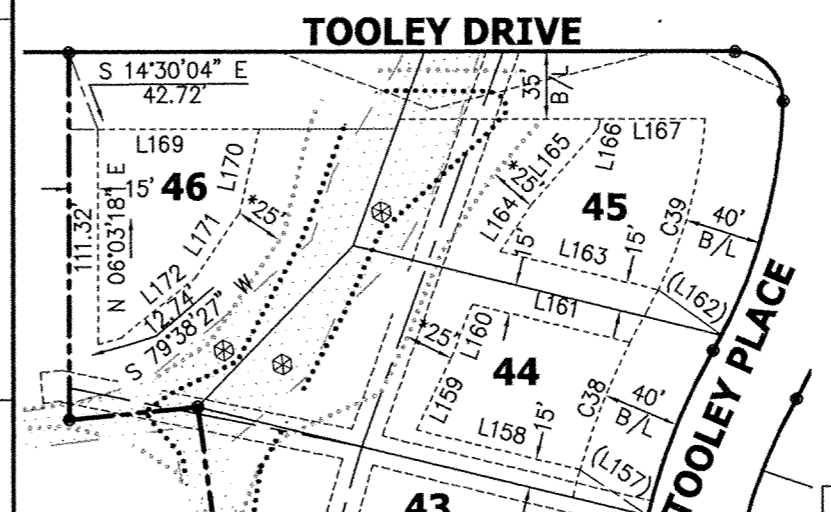 TOOLEY DRIVE
S 14°30'04" E
42.72'
35'
B/L
L169
L170
L165
L166
L167
15'
46
*25'
*25'
45
L164
C39
40'
B/L
N 06°03'18" E
111.32'
L171
L172
12.74'
S 79°38'27" W
15'
L163
15'
(L162)
L161
*25'
L160
44
L159
C38
40'
B/L
L158
15'
(L157)
TOOLEY PLACE
43